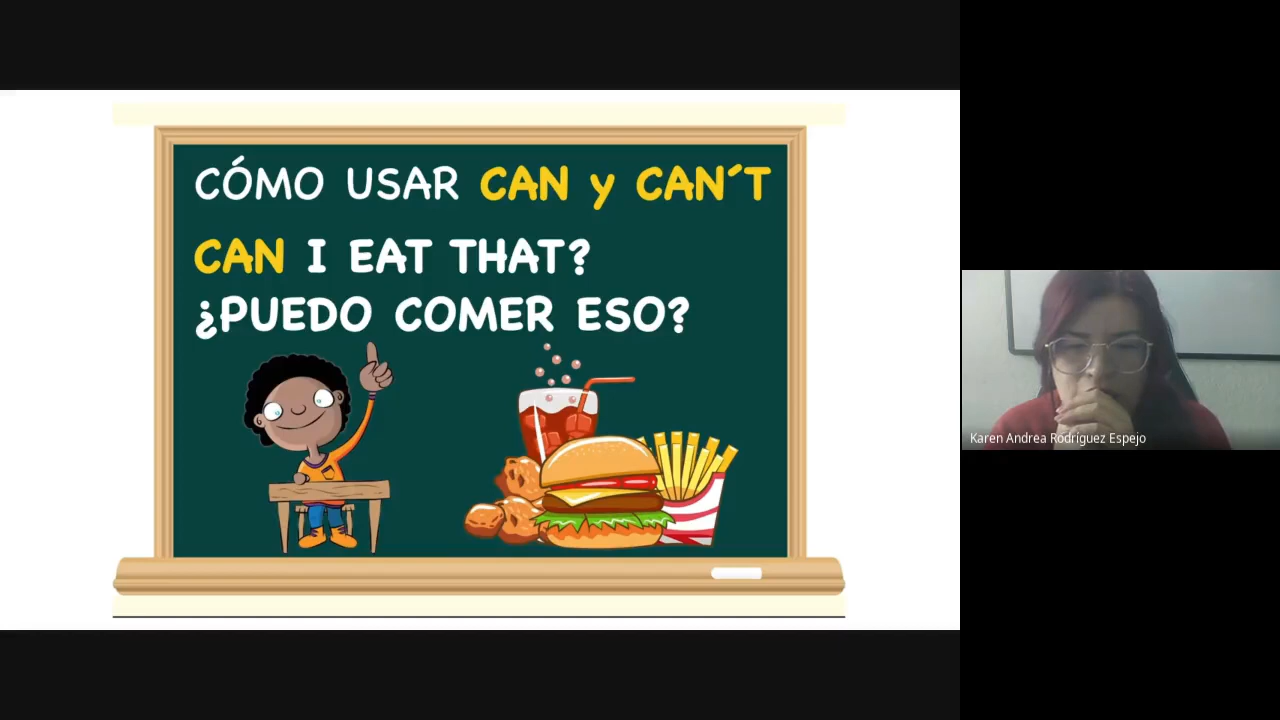 CÓMO USAR CAN y CAN´T
CAN I EAT THAT?
¿PUEDO COMER ESO?
Karen Andrea Rodríguez Espejo